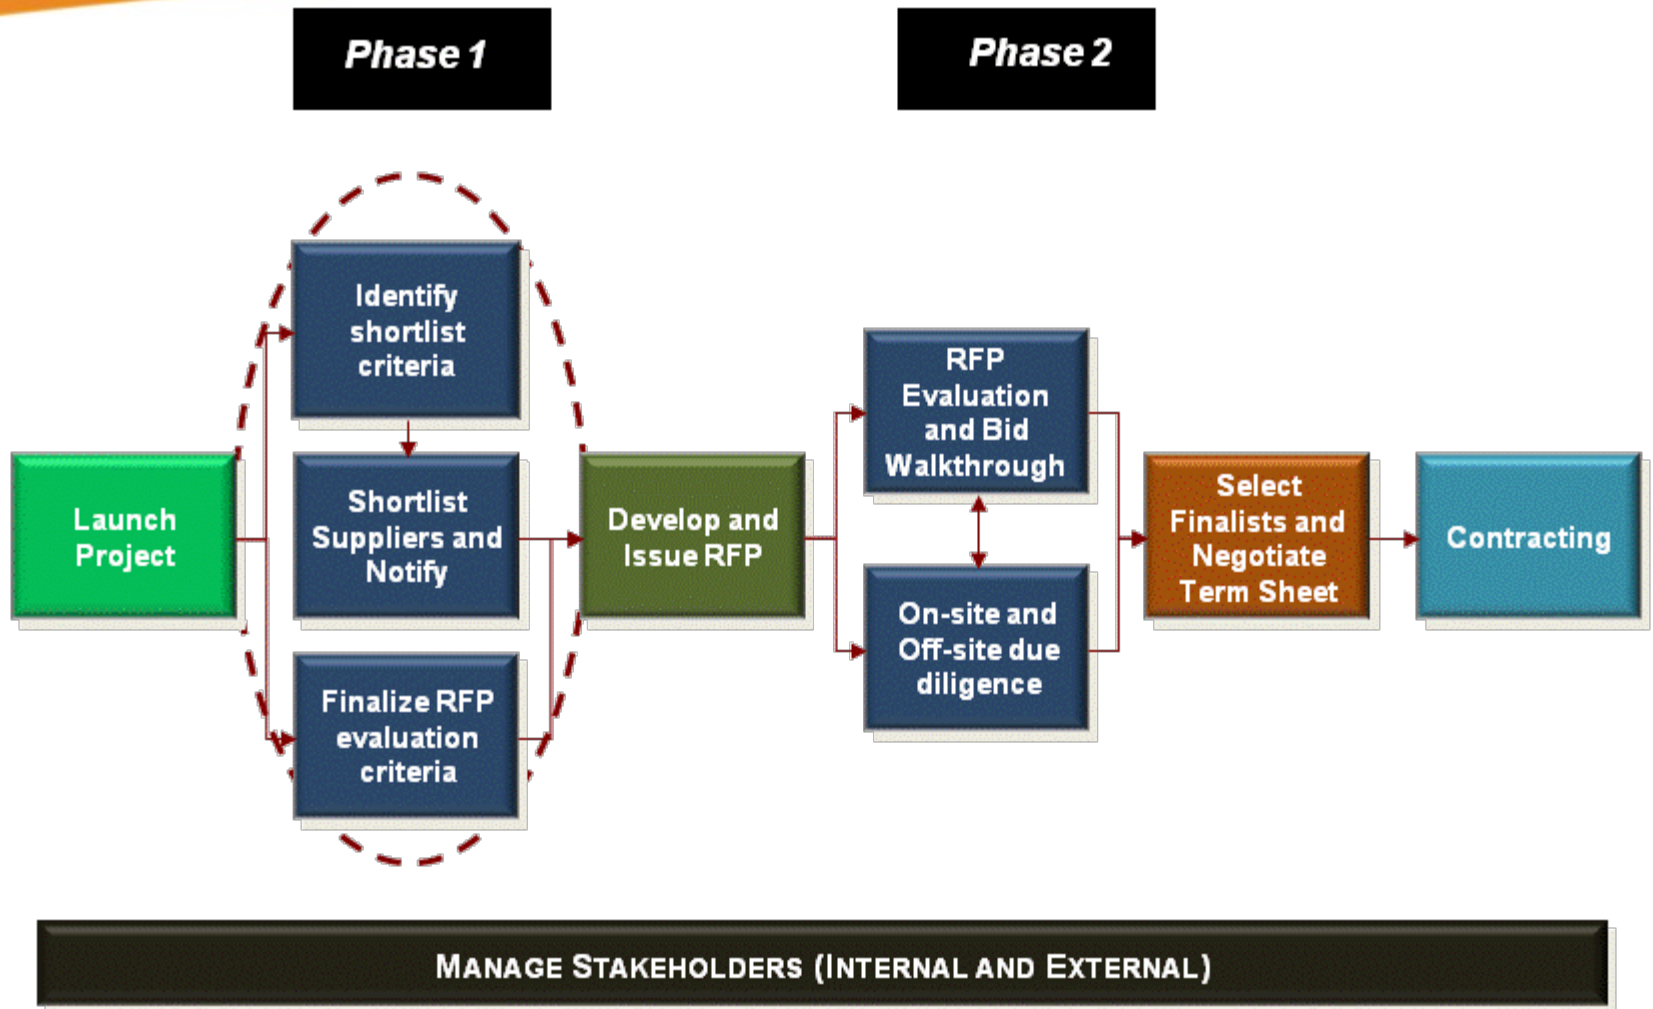 Phase 1
Phase 2
Identify
shortlist
criteria
Launch
Project
Shortlist
Suppliers and
Notify
Finalize RFP
evaluation
criteria
Develop and
Issue RFP
RFP
Evaluation
and Bid
Walkthrough
On-site and
Off-site due
diligence
Select
Finalists and
Negotiate
Term Sheet
Contracting
MANAGE STAKEHOLDERS (INTERNAL AND EXTERNAL)